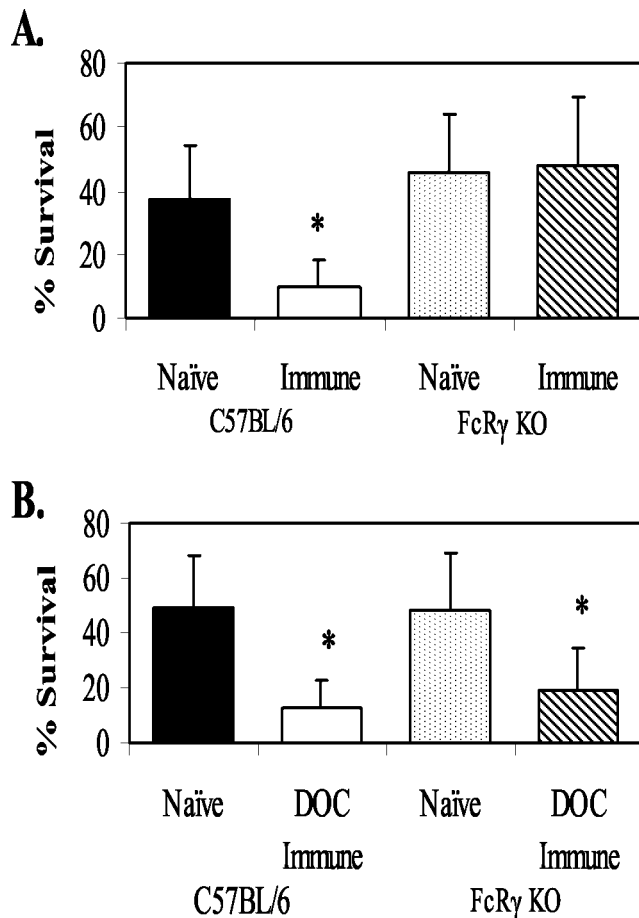 A.
80
60
40
20
0
% Survival
*
Naïve Immune Naïve Immune
C57BL/6 FcRγ KO
B.
80
60
40
20
0
% Survival
*
*
Naïve DOC Naïve DOC
Immune Immune
C57BL/6 FcRγ KO